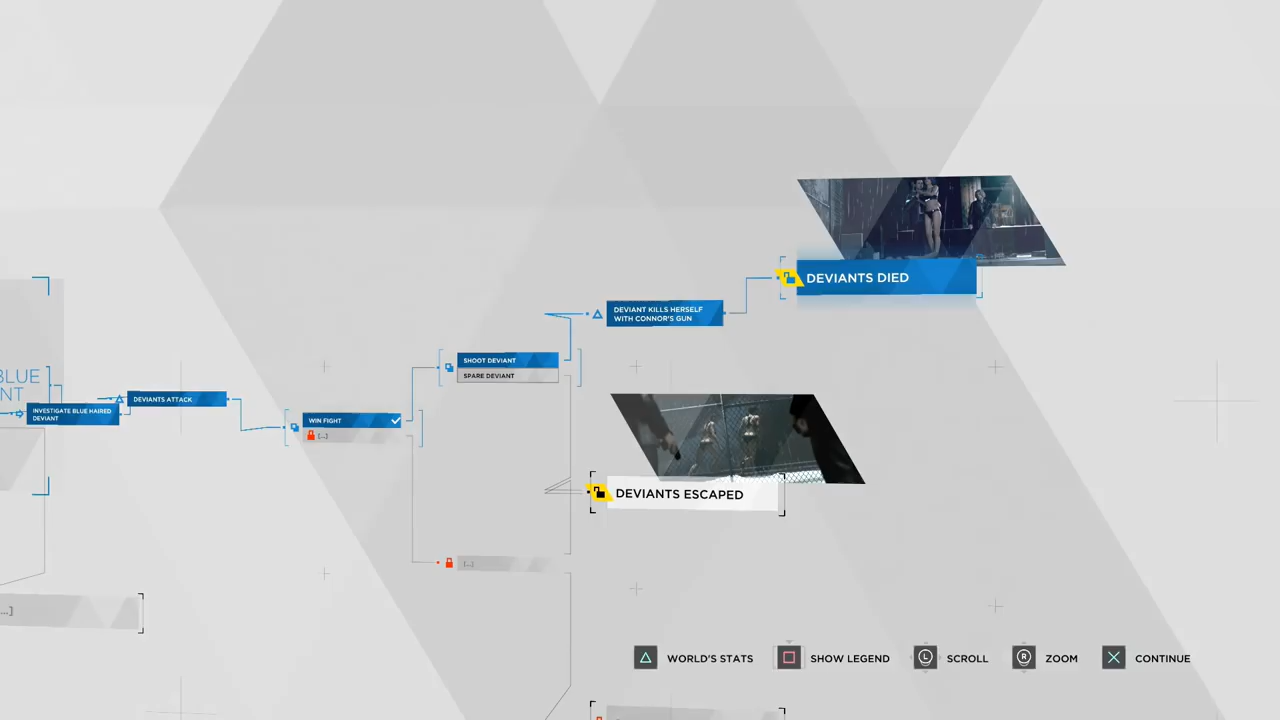 DEVIANTS DIED
DEVIANT KILLS HERSELF
WITH CONNOR'S GUN
SHOOT DEVIANT
SPARE DEVIANT
BLUE
NT
DEVIANTS ATTACK
INVESTIGATE BLUE HAIRED
DEVIANT
WIN FIGHT
[...]
DEVIANTS ESCAPED
[...]
...]
WORLD'S STATS
SHOW LEGEND
L
SCROLL
R
ZOOM
CONTINUE